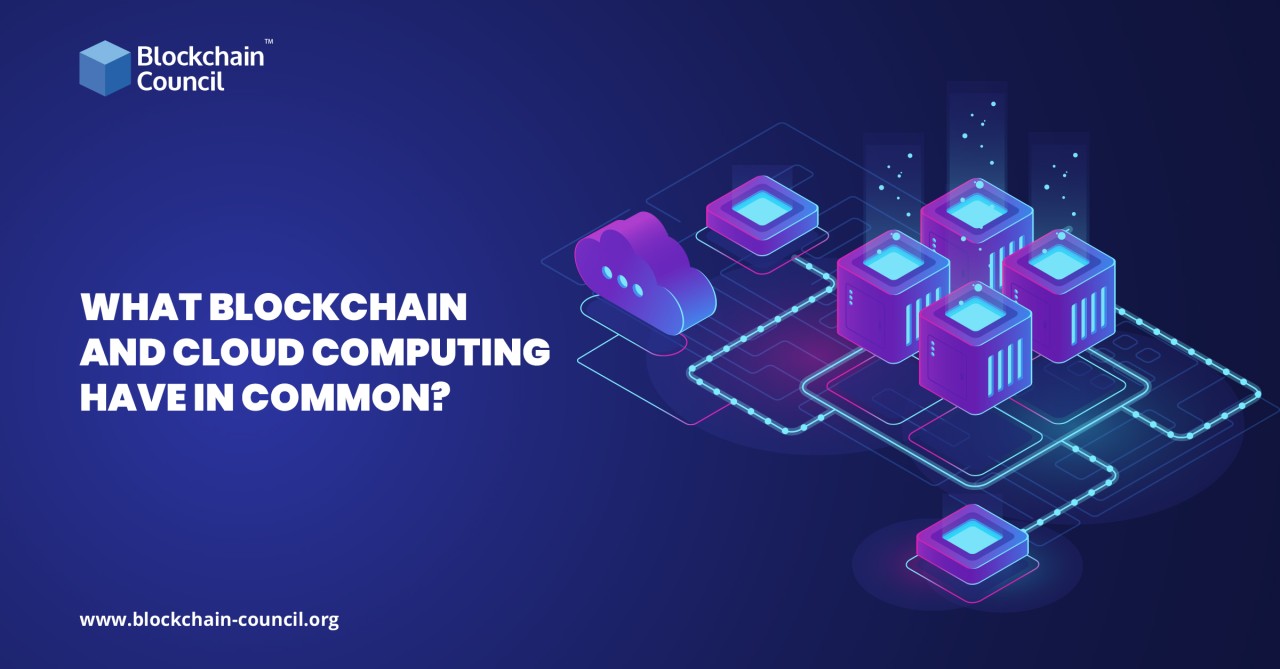 Blockchain™
Council
WHAT BLOCKCHAIN
AND CLOUD COMPUTING
HAVE IN COMMON?
www.blockchain-council.org